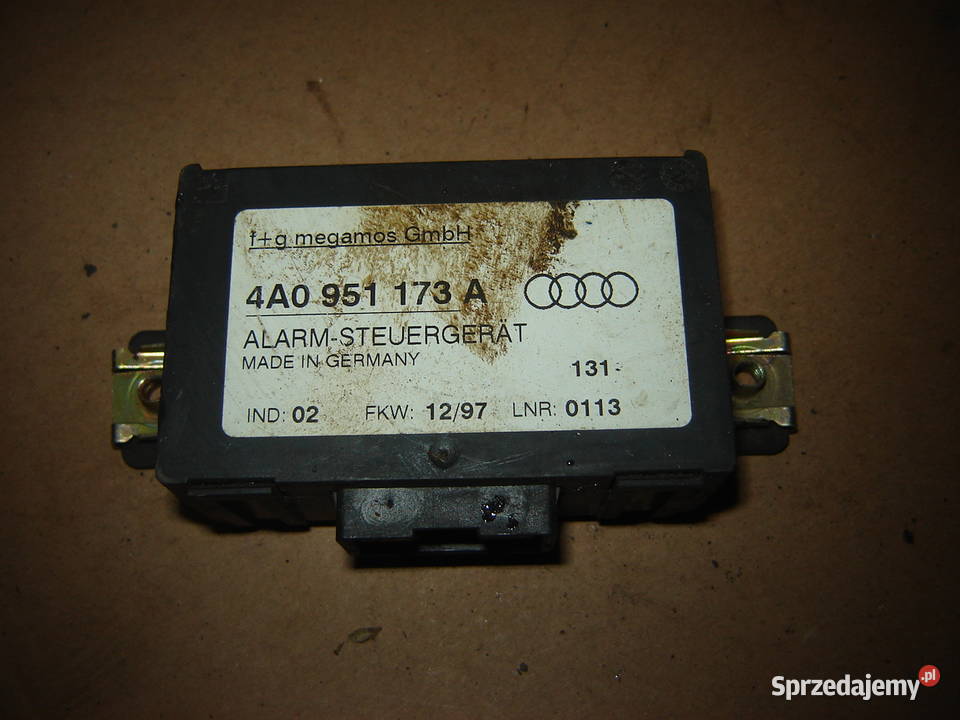 f+g megamos GmbH
4A0 951 173 A
ALARM-STEUERGERÄT
MADE IN GERMANY
131
IND: 02 FKW: 12/97 LNR: 0113
Sprzedajemy.pl